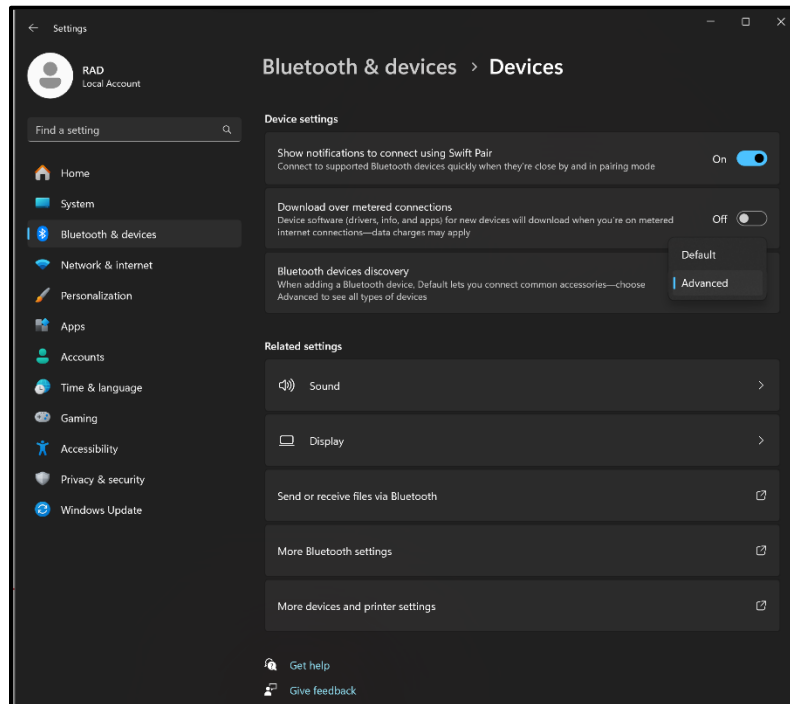 Settings
RAD
Local Account
Find a setting
Home
System
Bluetooth & devices
Network & internet
Personalization
Apps
Accounts
Time & language
Gaming
Accessibility
Privacy & security
Windows Update
Bluetooth & devices > Devices
Device settings
Show notifications to connect using Swift Pair
Connect to supported Bluetooth devices quickly when they're close by and in pairing mode
On
Download over metered connections
Device software (drivers, info, and apps) for new devices will download when you're on metered
internet connections—data charges may apply
Off
Bluetooth devices discovery
When adding a Bluetooth device, Default lets you connect common accessories—choose
Advanced to see all types of devices
Default
Advanced
Related settings
Sound
Display
Send or receive files via Bluetooth
More Bluetooth settings
More devices and printer settings
Get help
Give feedback